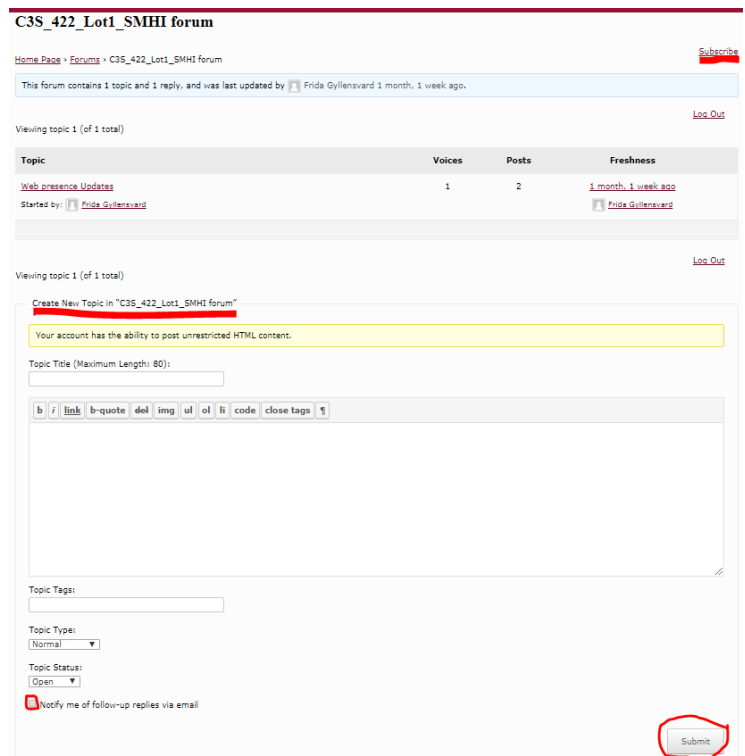 C3S_422_Lot1_SMHI forum
Subscribe
Home Page › Forums › C3S_422_Lot1_SMHI forum
This forum contains 1 topic and 1 reply, and was last updated by Frida Gyllensvard 1 month, 1 week ago.
Log Out
Viewing topic 1 (of 1 total)
Topic Voices Posts Freshness
Web presence Updates 1 2 1 month, 1 week ago
Started by: Frida Gyllensvard Frida Gyllensvard
Log Out
Viewing topic 1 (of 1 total)
Create New Topic in "C3S_422_Lot1_SMHI forum"
Your account has the ability to post unrestricted HTML content.
Topic Title (Maximum Length: 80):
b i link b-quote del img ul ol li code close tags ¶
Topic Tags:
Topic Type:
Normal ▼
Topic Status:
Open ▼
Notify me of follow-up replies via email
Submit